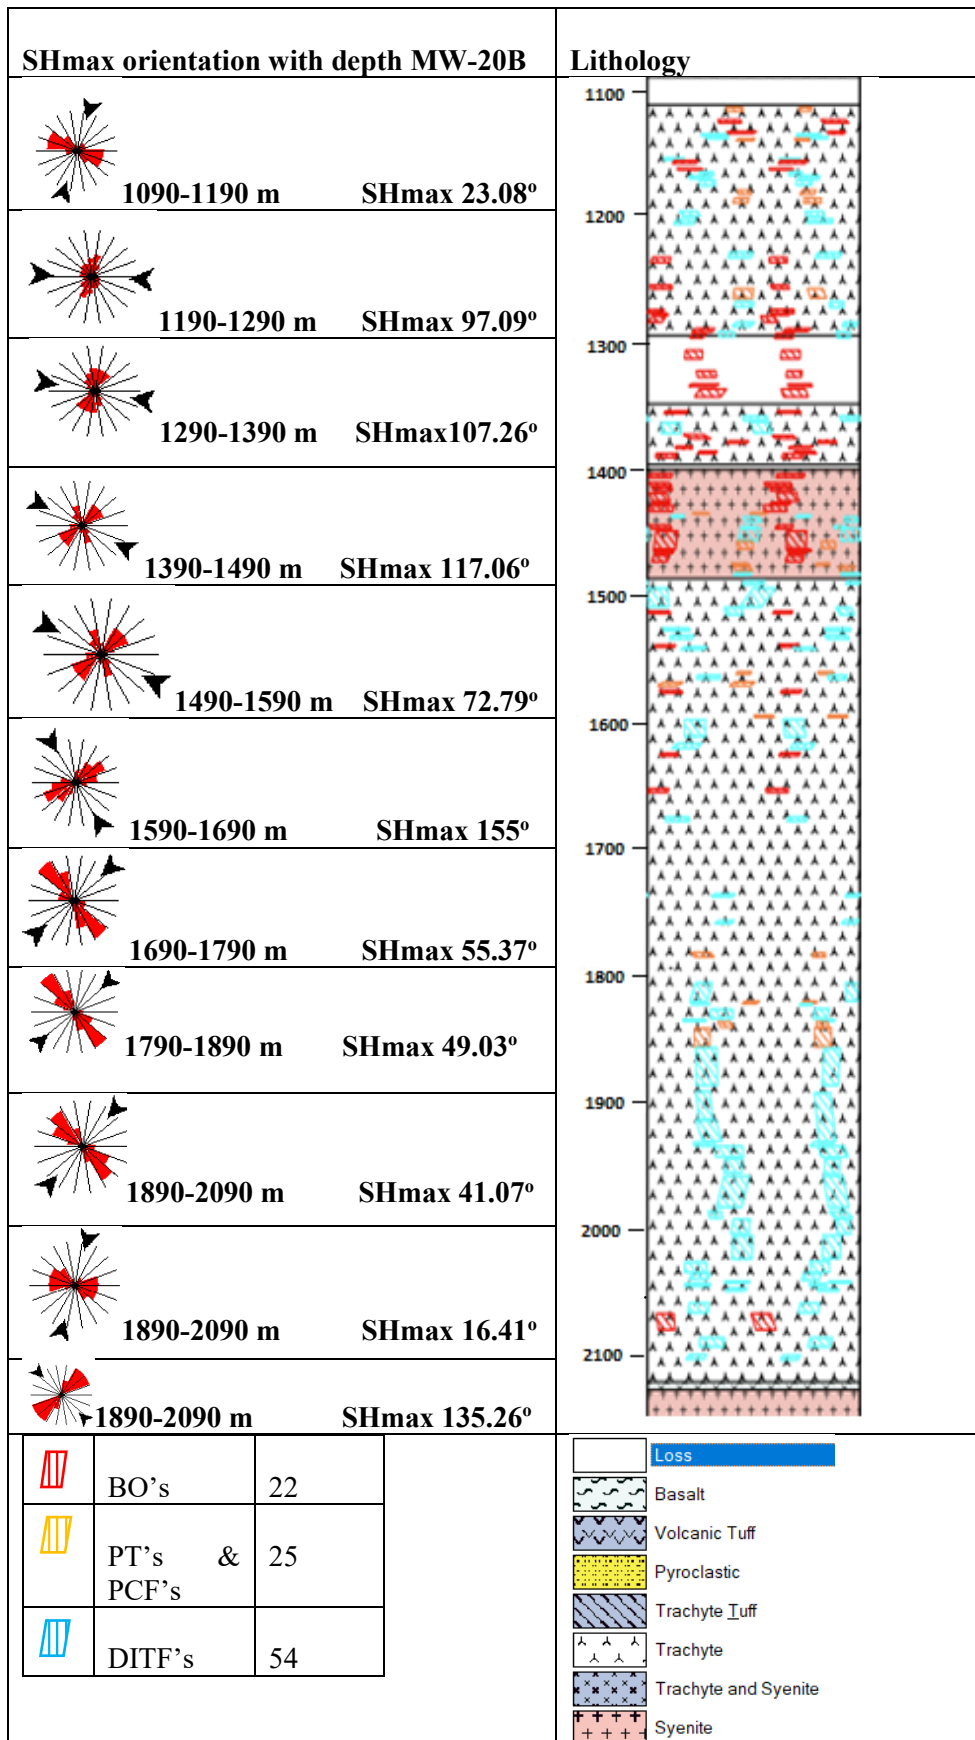 SHmax orientation with depth MW-20B
Lithology
1090-1190 m SHmax 23.08º
1190-1290 m SHmax 97.09º
1290-1390 m SHmax107.26º
1390-1490 m SHmax 117.06º
1490-1590 m SHmax 72.79º
1590-1690 m SHmax 155º
1690-1790 m SHmax 55.37º
1790-1890 m SHmax 49.03º
1890-2090 m SHmax 41.07º
1890-2090 m SHmax 16.41º
1890-2090 m SHmax 135.26º
1100
1200
1300
1400
1500
1600
1700
1800
1900
2000
2100
BO’s 22
PT’s & 25
PCF’s
DITF’s 54
Loss
Basalt
Volcanic Tuff
Pyroclastic
Trachyte Tuff
Trachyte
Trachyte and Syenite
Syenite